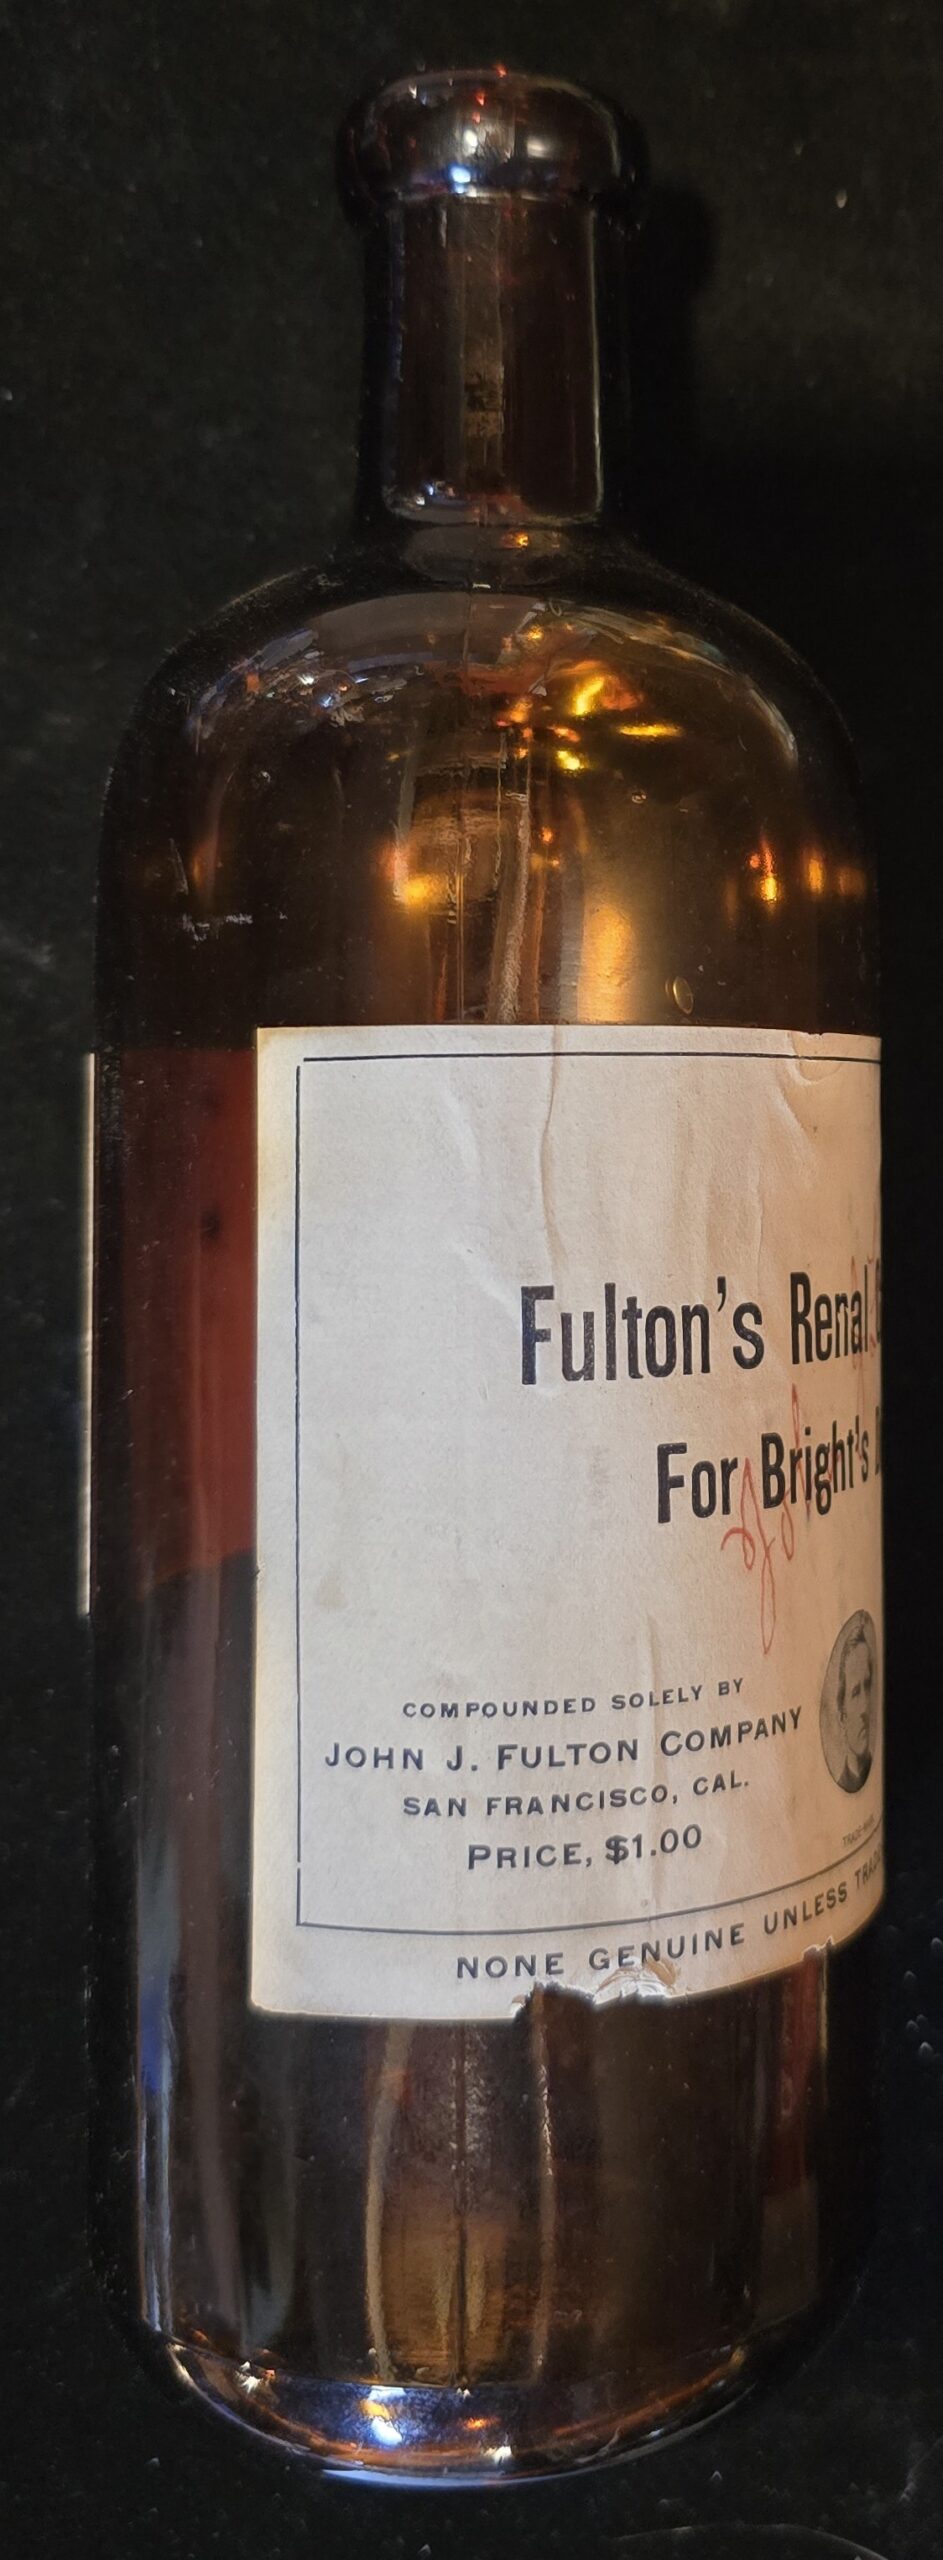 Fulton's Renal
For Bright's
COMPOUNDED SOLELY BY
JOHN J. FULTON COMPANY
SAN FRANCISCO, CAL.
PRICE, $1.00
NONE GENUINE UNLESS